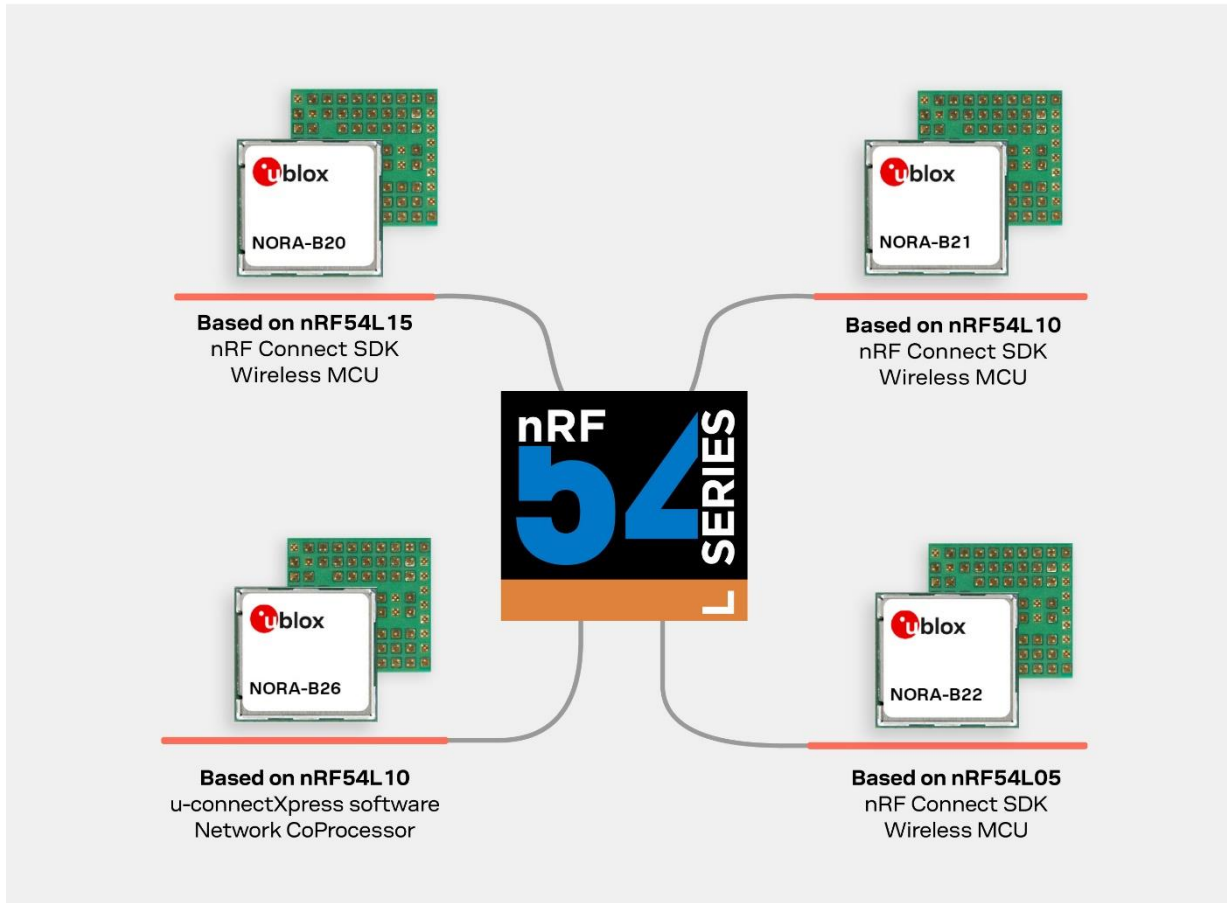 ublox
NORA-B20
Based on nRF54L15
nRF Connect SDK
Wireless MCU
ublox
NORA-B21
Based on nRF54L10
nRF Connect SDK
Wireless MCU
nRF
54
SERIES
L
ublox
NORA-B26
Based on nRF54L10
u-connectXpress software
Network CoProcessor
ublox
NORA-B22
Based on nRF54L05
nRF Connect SDK
Wireless MCU